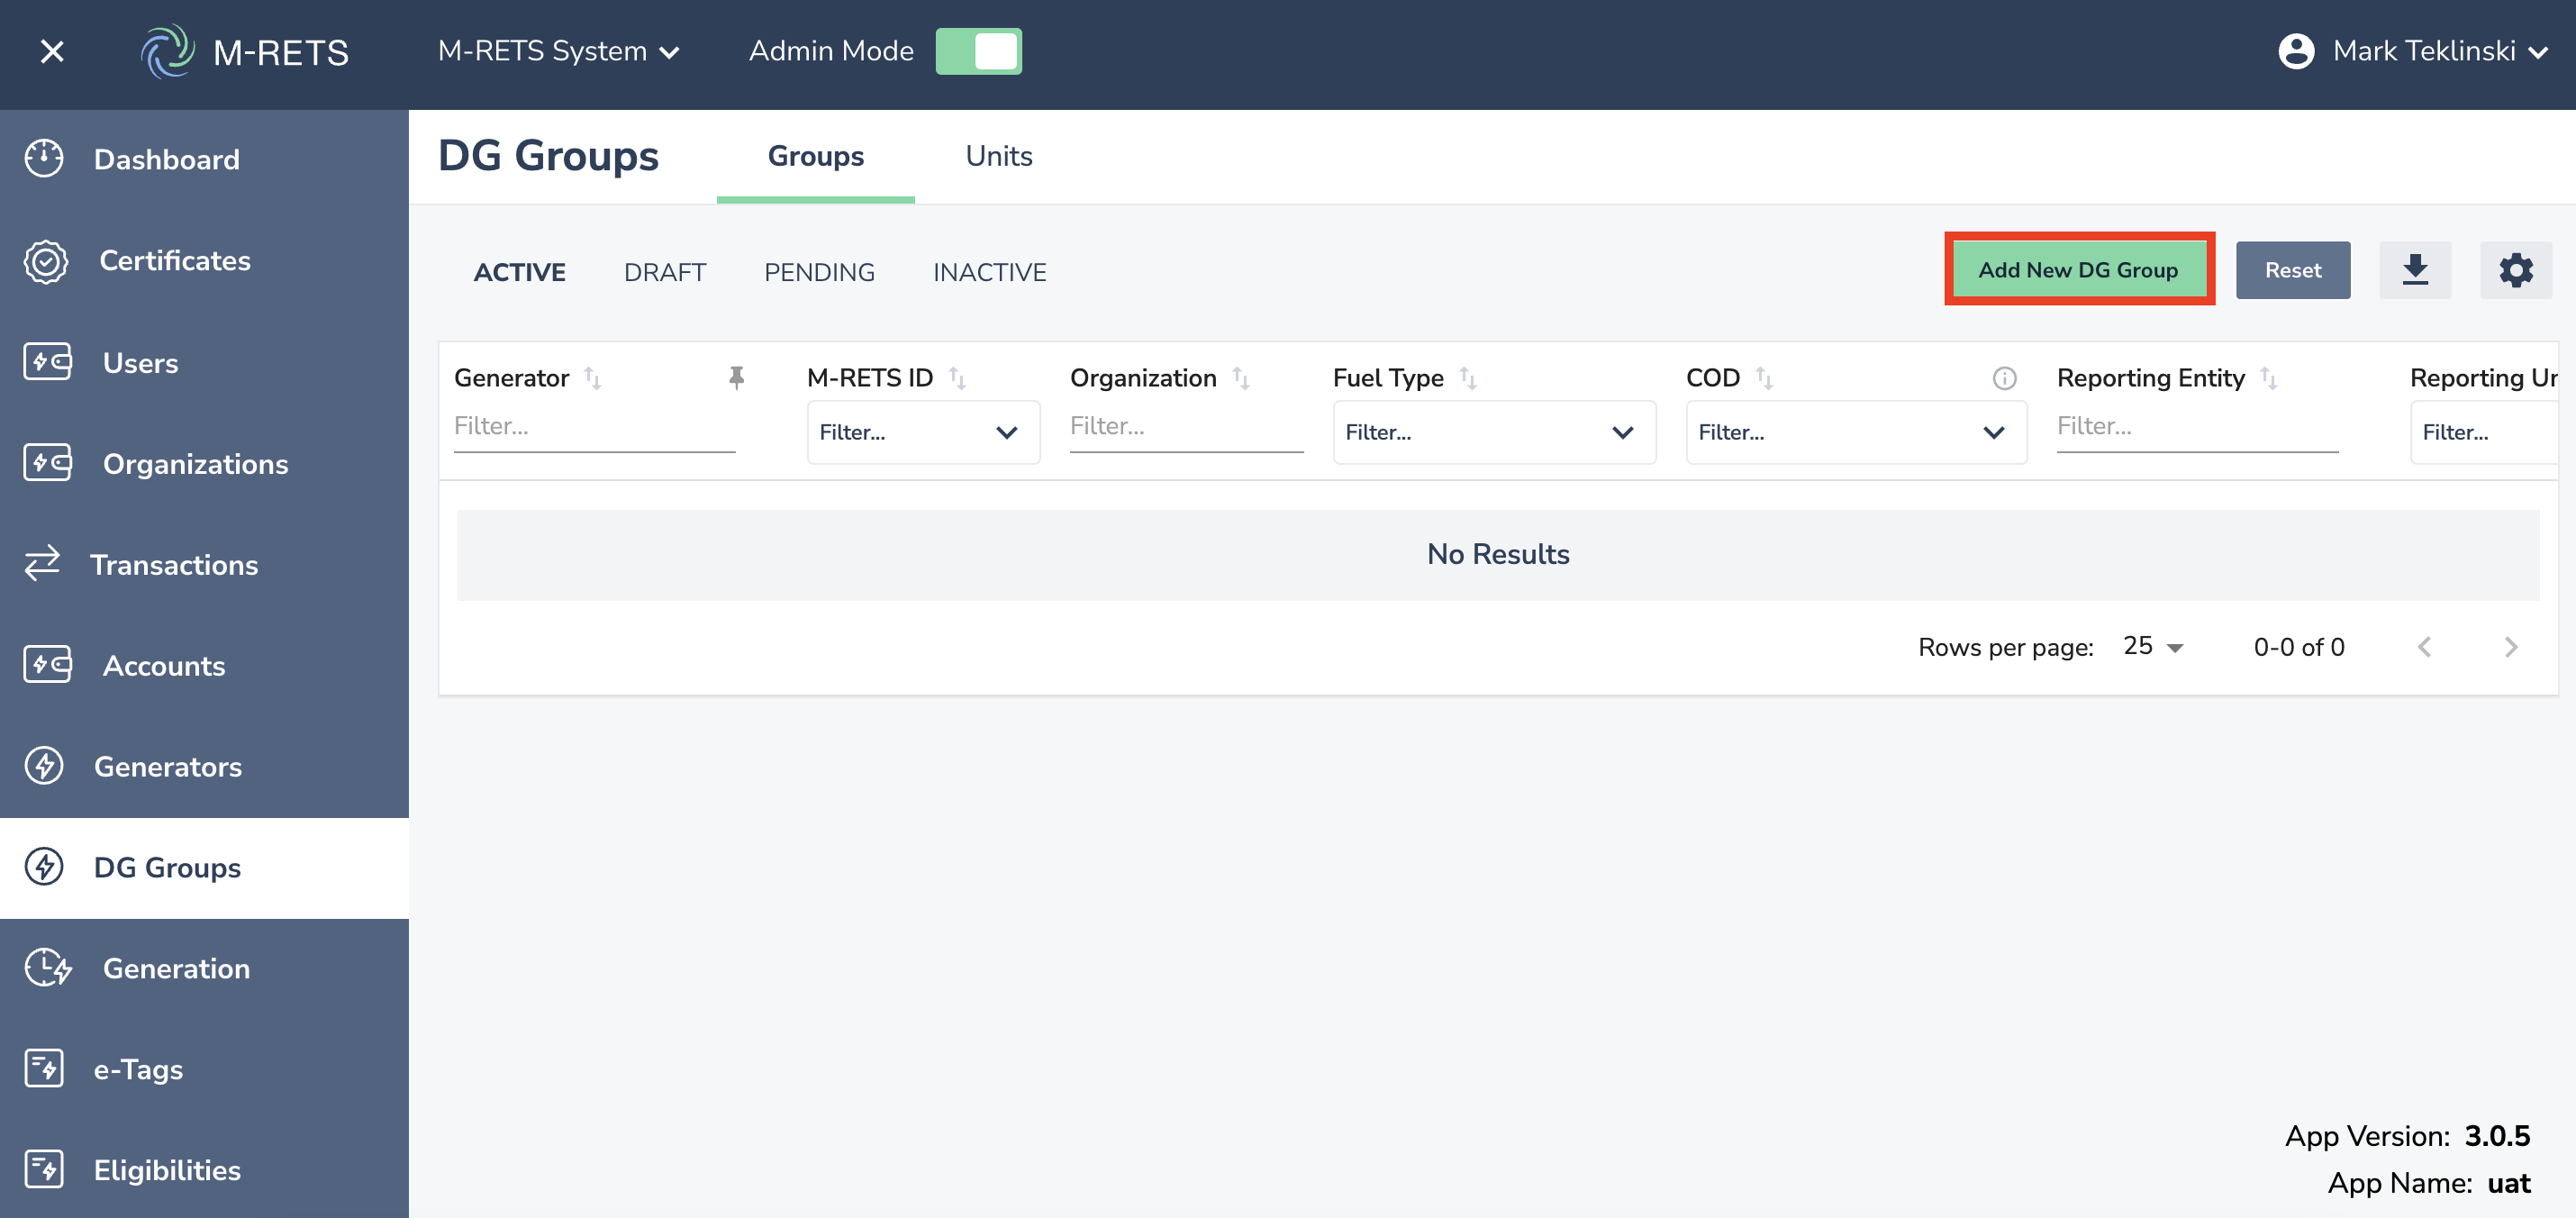 M-RETS
M-RETS System
Admin Mode
Mark Teklinski
Dashboard
Certificates
Users
Organizations
Transactions
Accounts
Generators
DG Groups
Generation
e-Tags
Eligibilities
DG Groups
Groups
Units
ACTIVE
DRAFT
PENDING
INACTIVE
Add New DG Group
Reset
Generator
M-RETS ID
Organization
Fuel Type
COD
Reporting Entity
Reporting Ur
Filter...
Filter...
Filter...
Filter...
Filter...
Filter...
Filter...
No Results
Rows per page: 25
0-0 of 0
App Version: 3.0.5
App Name: uat